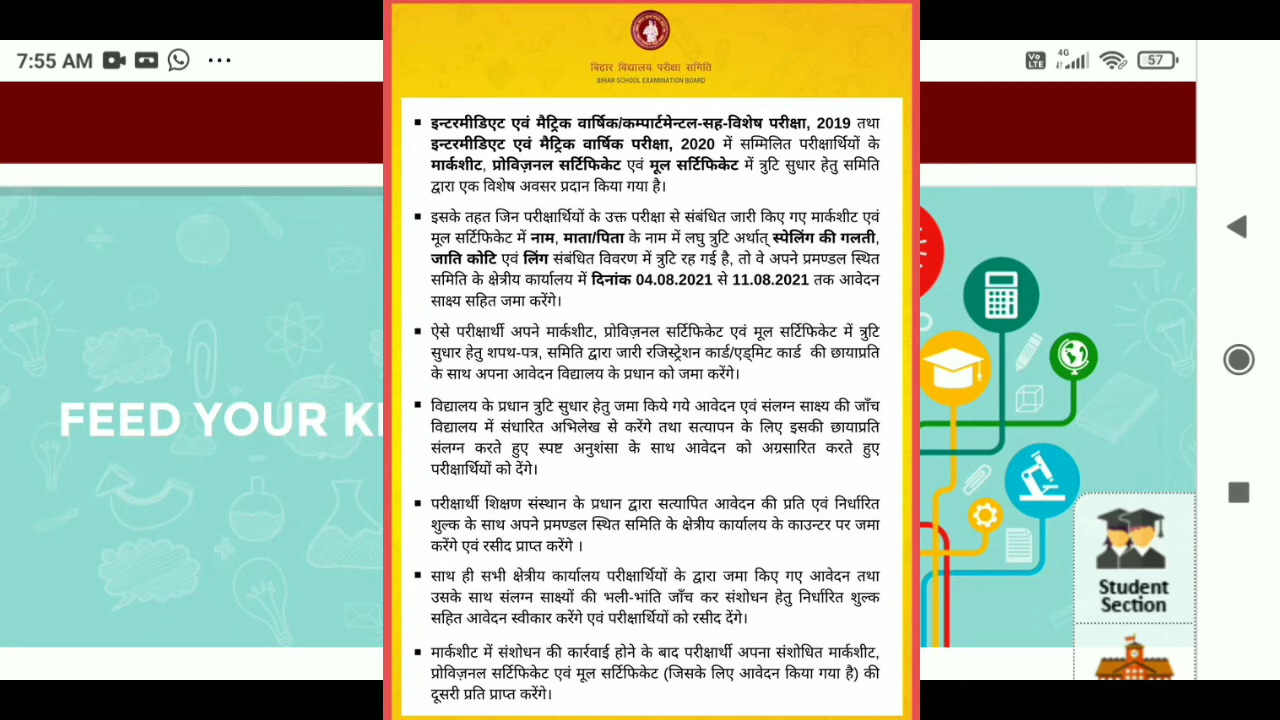 7:55 AM
Vo
LTE
4G
57
बिहार विद्यालय परीक्षा समिति
BIHAR SCHOOL EXAMINATION BOARD
▪ इन्टरमीडिएट एवं मैट्रिक वार्षिक/कम्पार्टमेन्टल-सह-विशेष परीक्षा, 2019 तथा
इन्टरमीडिएट एवं मैट्रिक वार्षिक परीक्षा, 2020 में सम्मिलित परीक्षार्थियों के
मार्कशीट, प्रोविज़नल सर्टिफिकेट एवं मूल सर्टिफिकेट में त्रुटि सुधार हेतु समिति
द्वारा एक विशेष अवसर प्रदान किया गया है।
▪ इसके तहत जिन परीक्षार्थियों के उक्त परीक्षा से संबंधित जारी किए गए मार्कशीट एवं
मूल सर्टिफिकेट में नाम, माता/पिता के नाम में लघु त्रुटि अर्थात् स्पेलिंग की गलती,
जाति कोटि एवं लिंग संबंधित विवरण में त्रुटि रह गई है, तो वे अपने प्रमण्डल स्थित
समिति के क्षेत्रीय कार्यालय में दिनांक 04.08.2021 से 11.08.2021 तक आवेदन
साक्ष्य सहित जमा करेंगे।
▪ ऐसे परीक्षार्थी अपने मार्कशीट, प्रोविज़नल सर्टिफिकेट एवं मूल सर्टिफिकेट में त्रुटि
सुधार हेतु शपथ-पत्र, समिति द्वारा जारी रजिस्ट्रेशन कार्ड/एड्मिट कार्ड की छायाप्रति
के साथ अपना आवेदन विद्यालय के प्रधान को जमा करेंगे।
▪ विद्यालय के प्रधान त्रुटि सुधार हेतु जमा किये गये आवेदन एवं संलग्न साक्ष्य की जाँच
विद्यालय में संधारित अभिलेख से करेंगे तथा सत्यापन के लिए इसकी छायाप्रति
संलग्न करते हुए स्पष्ट अनुशंसा के साथ आवेदन को अग्रसारित करते हुए
परीक्षार्थियों को देंगे।
▪ परीक्षार्थी शिक्षण संस्थान के प्रधान द्वारा सत्यापित आवेदन की प्रति एवं निर्धारित
शुल्क के साथ अपने प्रमण्डल स्थित समिति के क्षेत्रीय कार्यालय के काउन्टर पर जमा
करेंगे एवं रसीद प्राप्त करेंगे ।
▪ साथ ही सभी क्षेत्रीय कार्यालय परीक्षार्थियों के द्वारा जमा किए गए आवेदन तथा
उसके साथ संलग्न साक्ष्यों की भली-भांति जाँच कर संशोधन हेतु निर्धारित शुल्क
सहित आवेदन स्वीकार करेंगे एवं परीक्षार्थियों को रसीद देंगे।
▪ मार्कशीट में संशोधन की कार्रवाई होने के बाद परीक्षार्थी अपना संशोधित मार्कशीट,
प्रोविज़नल सर्टिफिकेट एवं मूल सर्टिफिकेट (जिसके लिए आवेदन किया गया है) की
दूसरी प्रति प्राप्त करेंगे।
FEED YOUR K
Student
Section